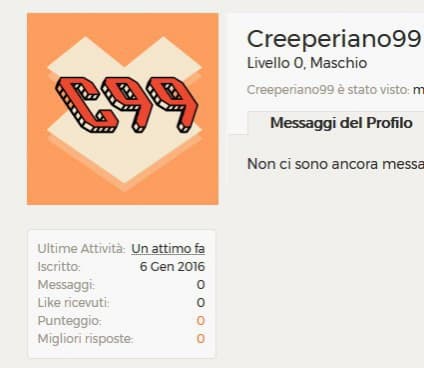 C99
Creeperiano99
Livello 0, Maschio
Creeperiano99 è stato visto:
Messaggi del Profilo
Non ci sono ancora
Ultime Attività: Un attimo fa
Iscritto: 6 Gen 2016
Messaggi: 0
Like ricevuti: 0
Punteggio: 0
Migliori risposte: 0